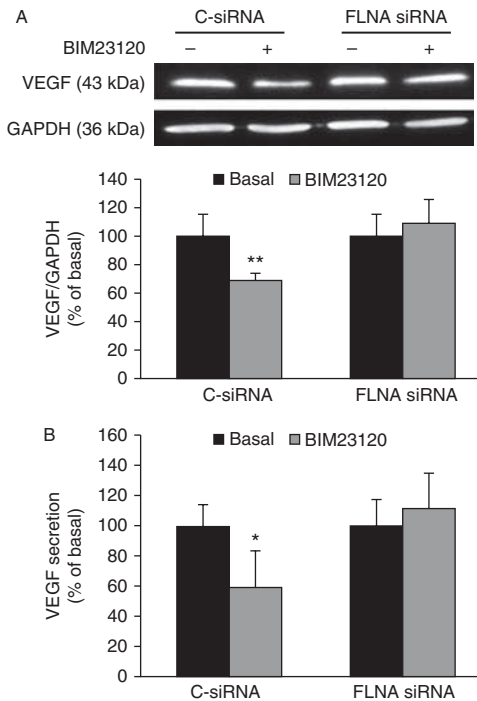 A
C-siRNA FLNA siRNA
BIM23120 – + – +
VEGF (43 kDa)
GAPDH (36 kDa)
140
120
100
80
60
40
20
0
VEGF/GAPDH
(% of basal)
Basal BIM23120
**
C-siRNA FLNA siRNA
B
160
140
120
100
80
60
40
20
0
VEGF secretion
(% of basal)
Basal BIM23120
*
C-siRNA FLNA siRNA